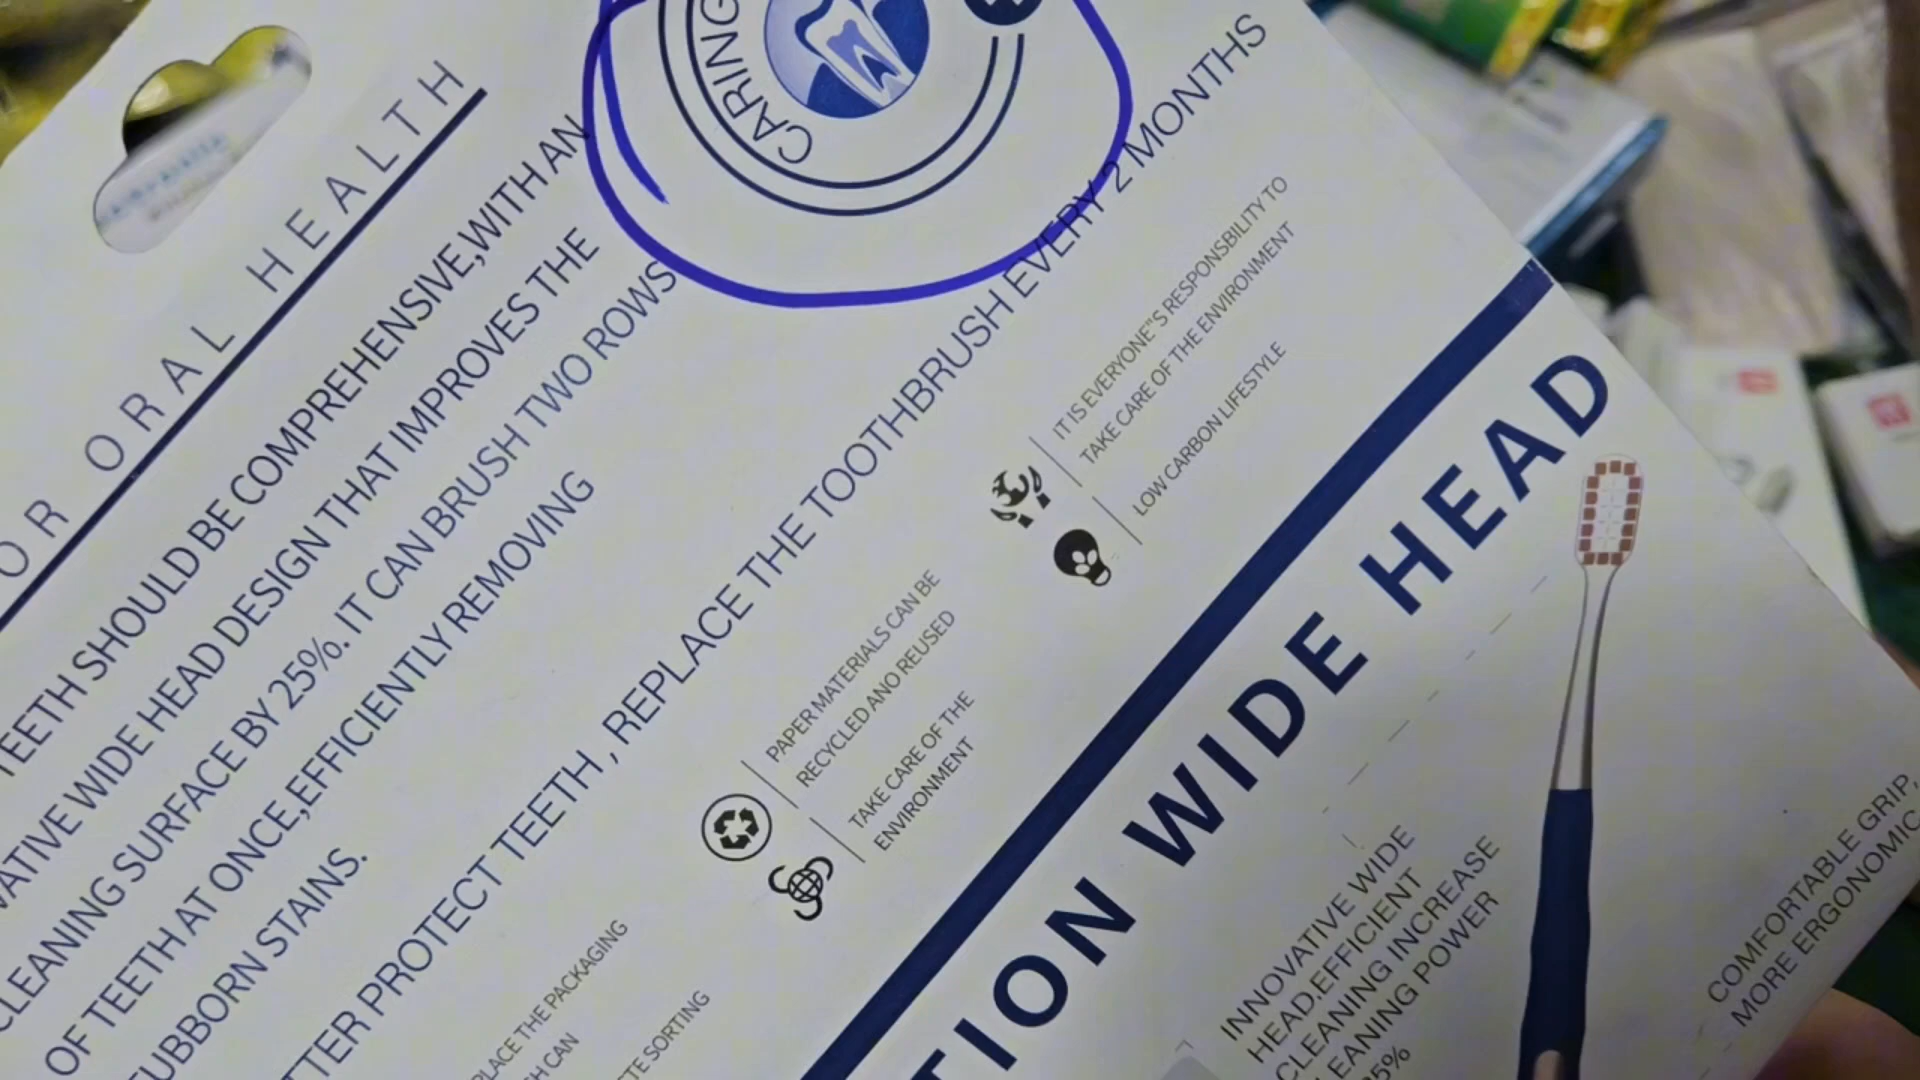 OR ORAL HEALTH
TEETH SHOULD BE COMPREHENSIVE,WITH AN
VATIVE WIDE HEAD DESIGN THAT IMPROVES THE
CLEANING SURFACE BY 25%. IT CAN BRUSH TWO ROWS
OF TEETH AT ONCE,EFFICIENTLY REMOVING
TUBBORN STAINS.
CARING
TTER PROTECT TEETH , REPLACE THE TOOTHBRUSH EVERY 2 MONTHS
PLACE THE PACKAGING
SH CAN
TE SORTING
PAPER MATERIALS CAN BE
RECYCLED ANO REUSED
TAKE CARE OF THE
ENVIRONMENT
IT IS EVERYONE"S RESPONSBILITY TO
TAKE CARE OF THE ENVIRONMENT
LOW CARBON LIFESTYLE
TION WIDE HEAD
INNOVATIVE WIDE
HEAD.EFFICIENT
CLEANING INCREASE
LEANING POWER
25%
COMFORTABLE GRIP,
MORE ERGONOMIC